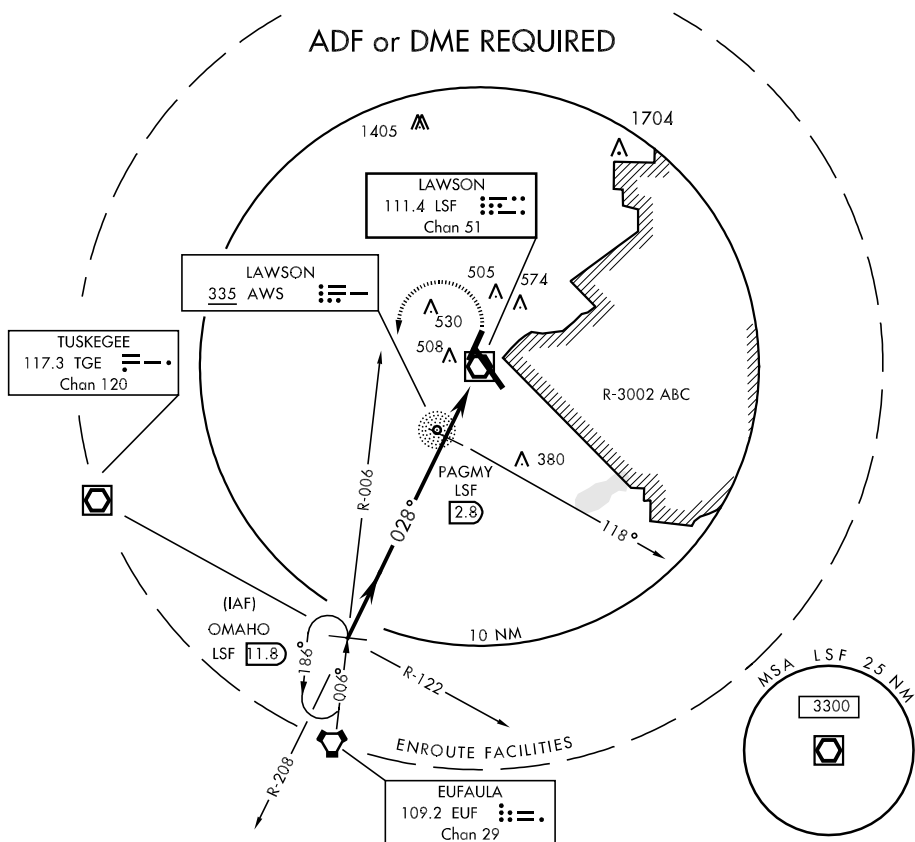 ADF or DME REQUIRED
1405
1704
LAWSON
111.4 LSF
Chan 51
LAWSON
335 AWS
505
574
530
508
TUSKEGEE
117.3 TGE
Chan 120
R-3002 ABC
R-006
PAGMY
LSF
2.8
380
028°
118°
(IAF)
OMAHO
LSF 11.8
10 NM
186°
006°
R-122
R-208
ENROUTE FACILITIES
EUFAULA
109.2 EUF
Chan 29
MSA LSF 25 NM
3300